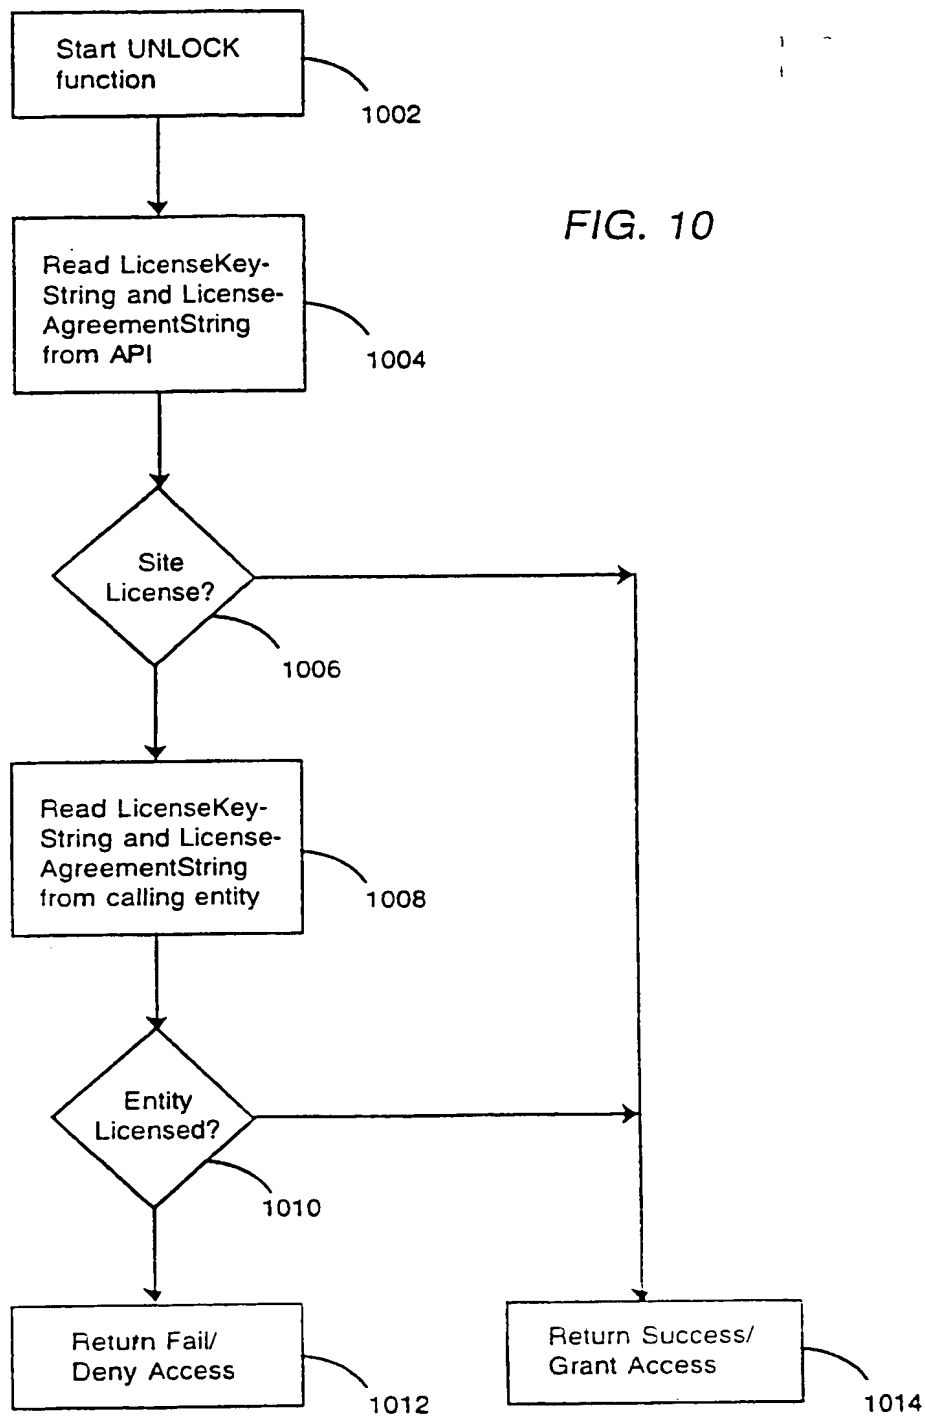 Start UNLOCK
function
1002
FIG. 10
Read LicenseKey-
String and License-
AgreementString
from API
1004
Site
License?
1006
Read LicenseKey-
String and License-
AgreementString
from calling entity
1008
Entity
Licensed?
1010
Return Fail/
Deny Access
1012
Return Success/
Grant Access
1014